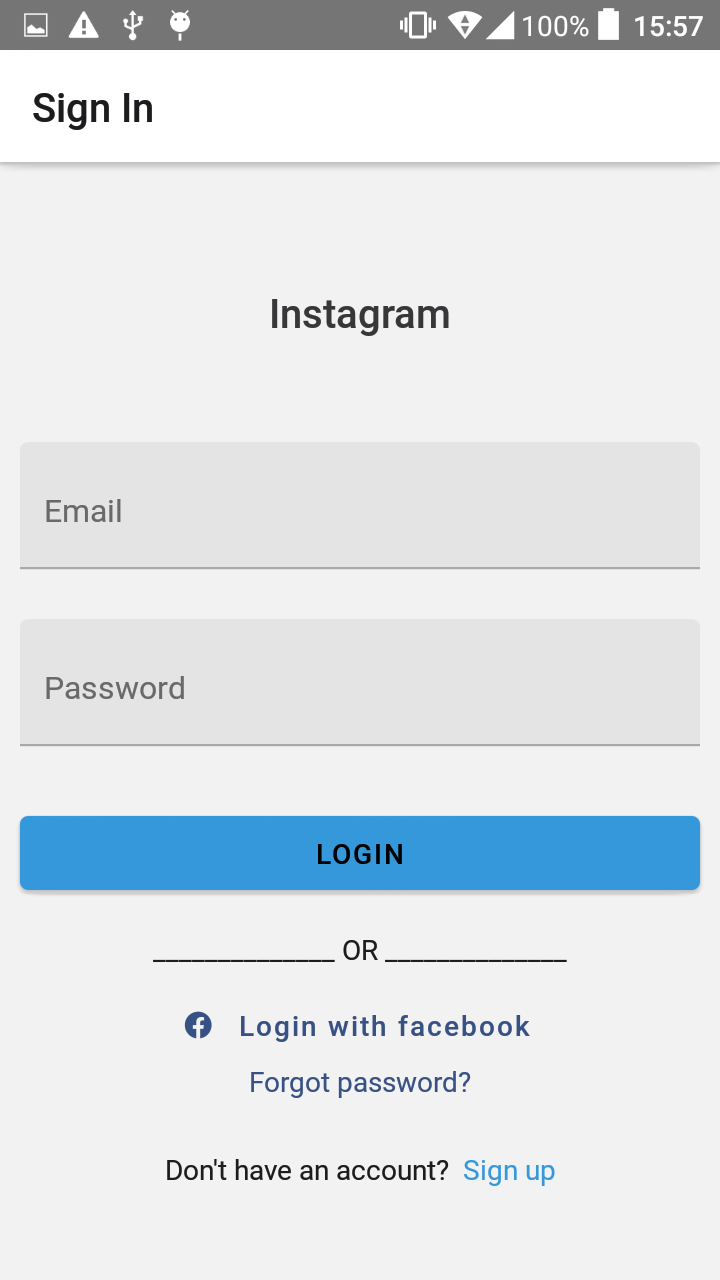 100% 15:57
Sign In
Instagram
Email
Password
LOGIN
_____________ OR _____________
Login with facebook
Forgot password?
Don't have an account? Sign up